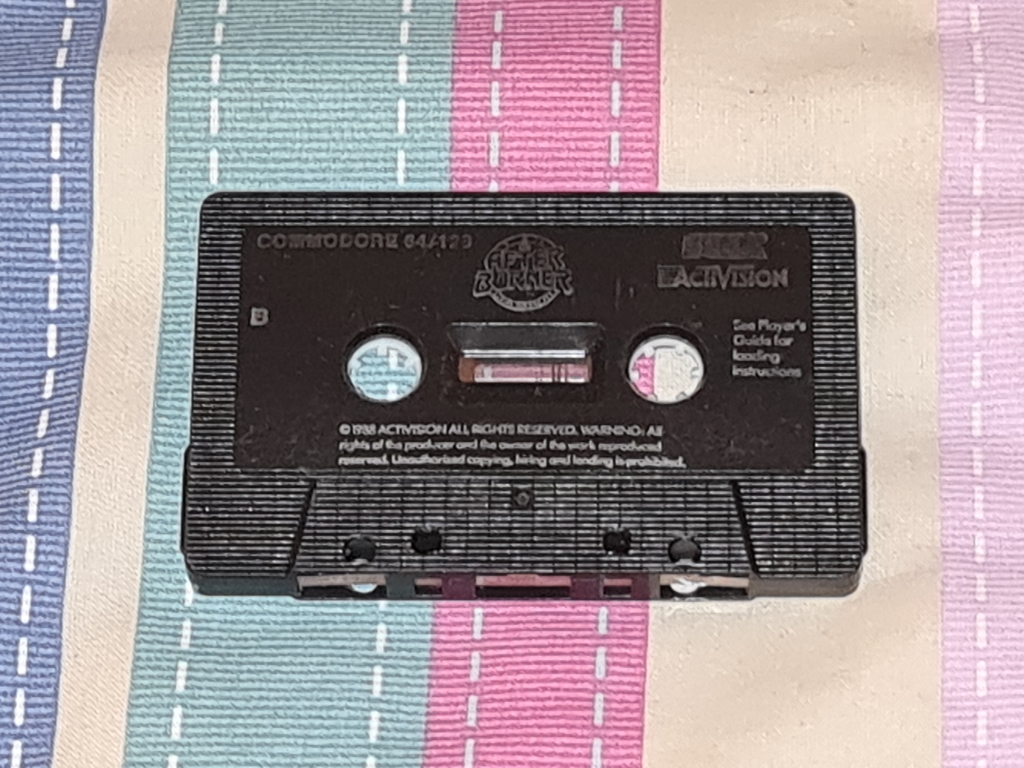 COMMODORE 64/128
AFTER
BURNER
ACTIVISION
B
See Player's
Guide for
loading
instructions
©1988 ACTIVISION ALL RIGHTS RESERVED. WARNING: All
rights of the producer and the owner of the work reproduced
reserved. Unauthorised copying, hiring and lending is prohibited.